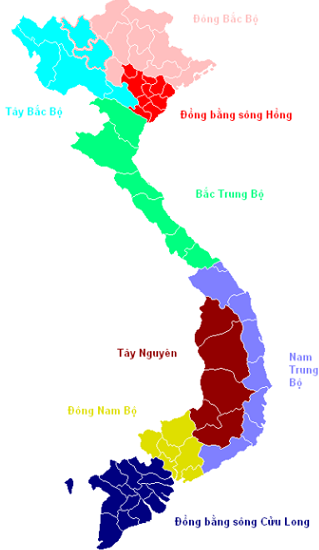 Đông Bắc Bộ
Tây Bắc Bộ
Đồng bằng sông Hồng
Bắc Trung Bộ
Tây Nguyên
Nam
Trung
Bộ
Đông Nam Bộ
Đồng bằng sông Cửu Long